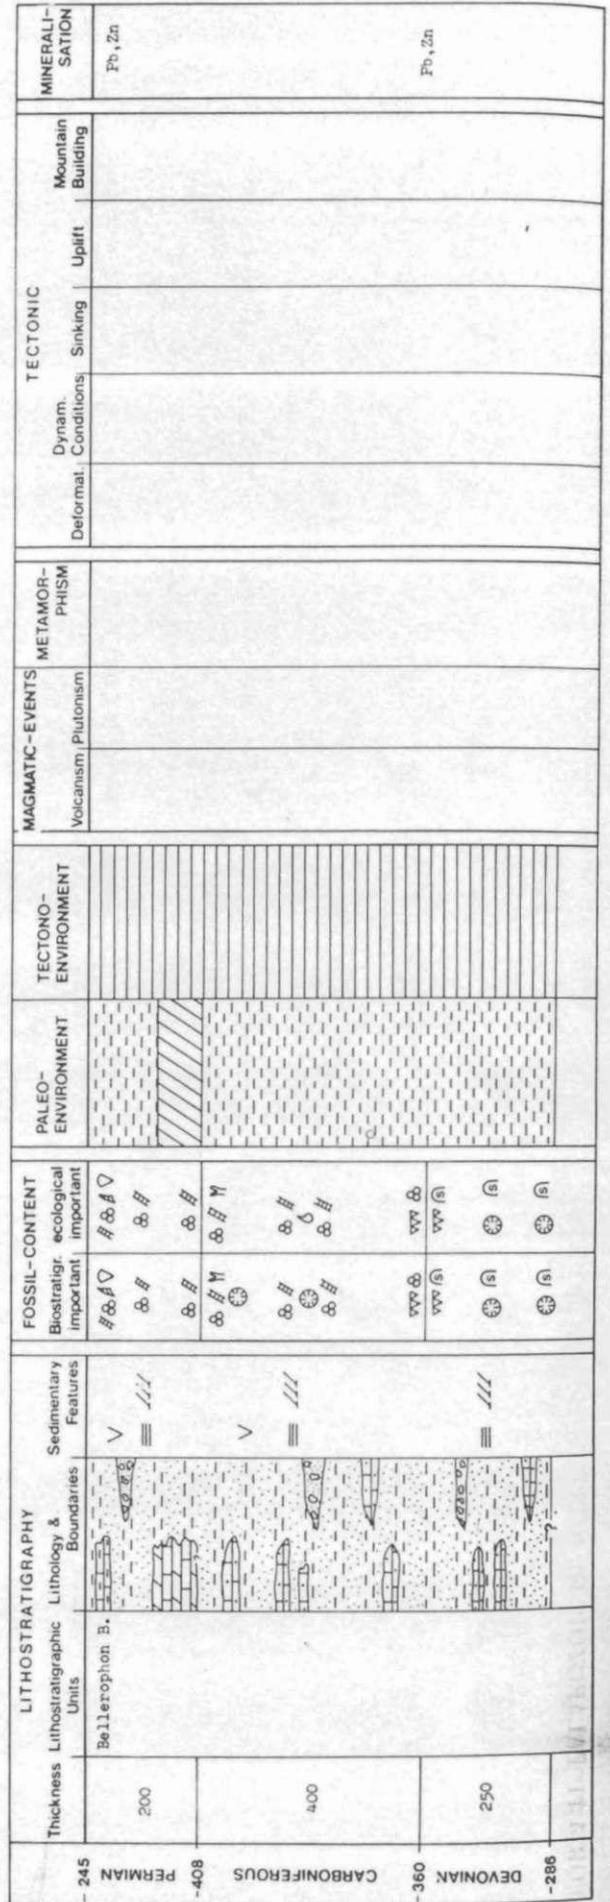 LITHOSTRATIGRAPHY
Thickness
Lithostratigraphic
Units
Lithology &
Boundaries
Sedimentary
Features
FOSSIL-CONTENT
Biostratigr.
important
ecological
important
PALEO-
ENVIRONMENT
TECTONO-
ENVIRONMENT
MAGMATIC-EVENTS
Volcanism
Plutonism
METAMOR-
PHISM
TECTONIC
Deformat.
Dynam.
Conditions
Sinking
Uplift
Mountain
Building
MINERALI-
SATION
-245
PERMIAN
200
Bellerophon B.
Pb,Zn
-408
CARBONIFEROUS
400
-360
DEVONIAN
250
?
Pb,Zn
-286